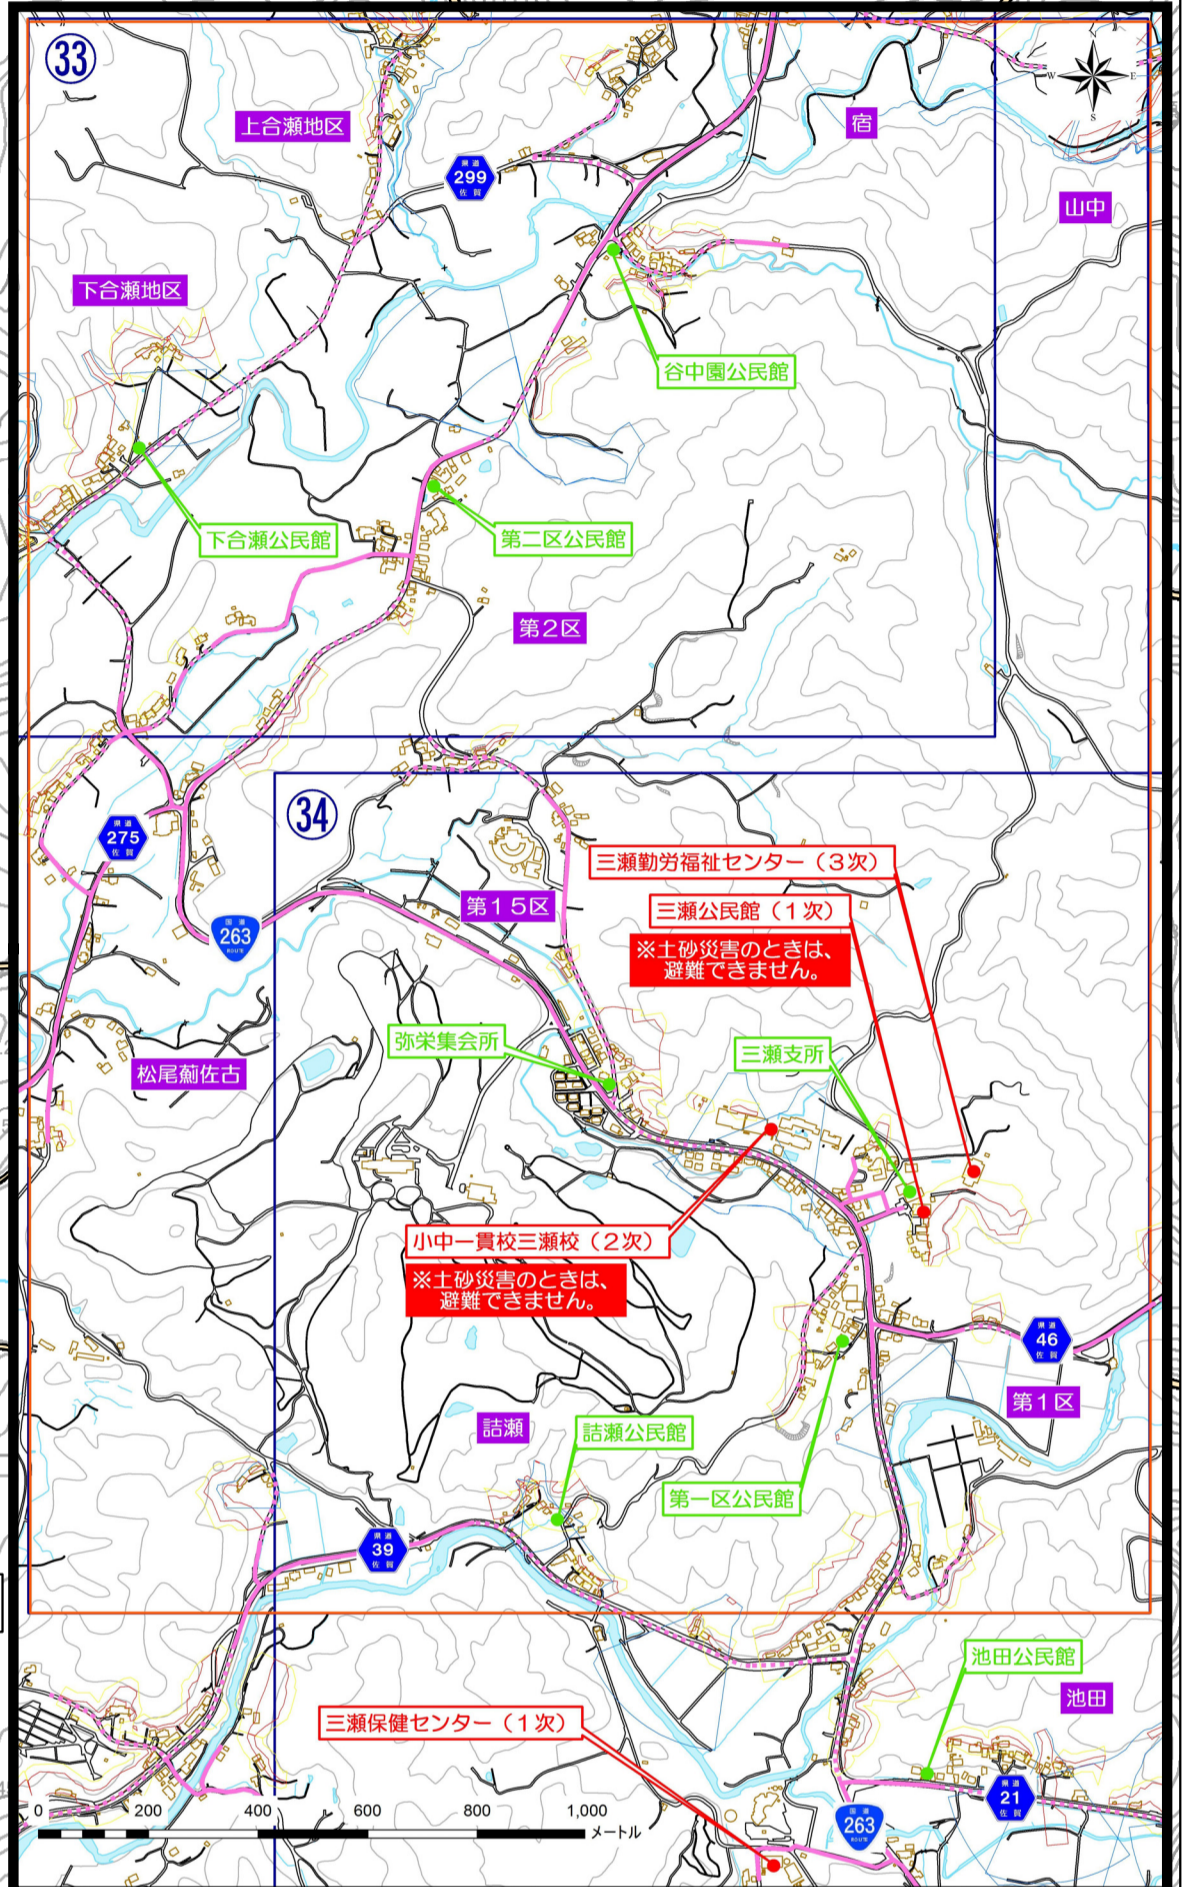 33
N
W
E
S
上合瀬地区
宿
県道
299
佐賀
山中
下合瀬地区
谷中園公民館
下合瀬公民館
第二区公民館
第2区
34
県道
275
佐賀
三瀬勤労福祉センター（3次）
第15区
三瀬公民館（1次）
国道
263
ROUTE
※土砂災害のときは、
避難できません。
弥栄集会所
三瀬支所
小中一貫校三瀬校（2次）
※土砂災害のときは、
避難できません。
県道
46
佐賀
第1区
詰瀬
詰瀬公民館
第一区公民館
県道
39
佐賀
池田公民館
池田
三瀬保健センター（1次）
県道
21
佐賀
国道
263
ROUTE
0 200 400 600 800 1,000
メートル